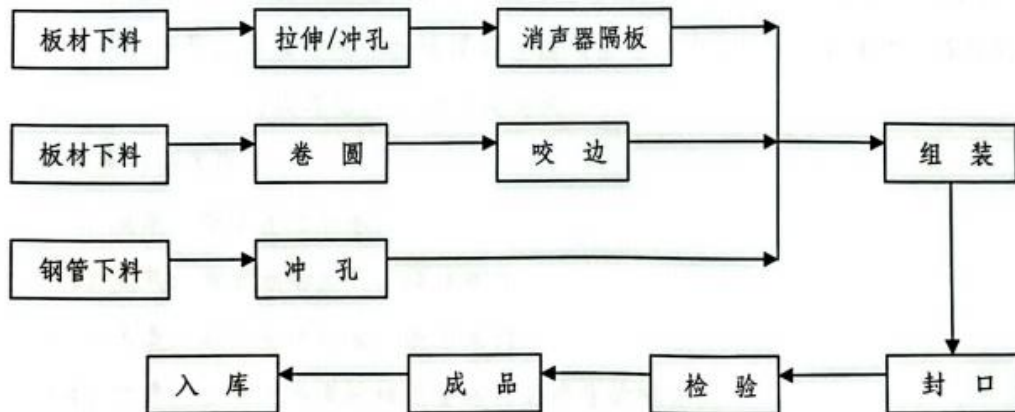 板材下料 拉伸/冲孔 消声器隔板
板材下料 卷圆 咬边 组装
钢管下料 冲孔
入库 成品 检验 封口